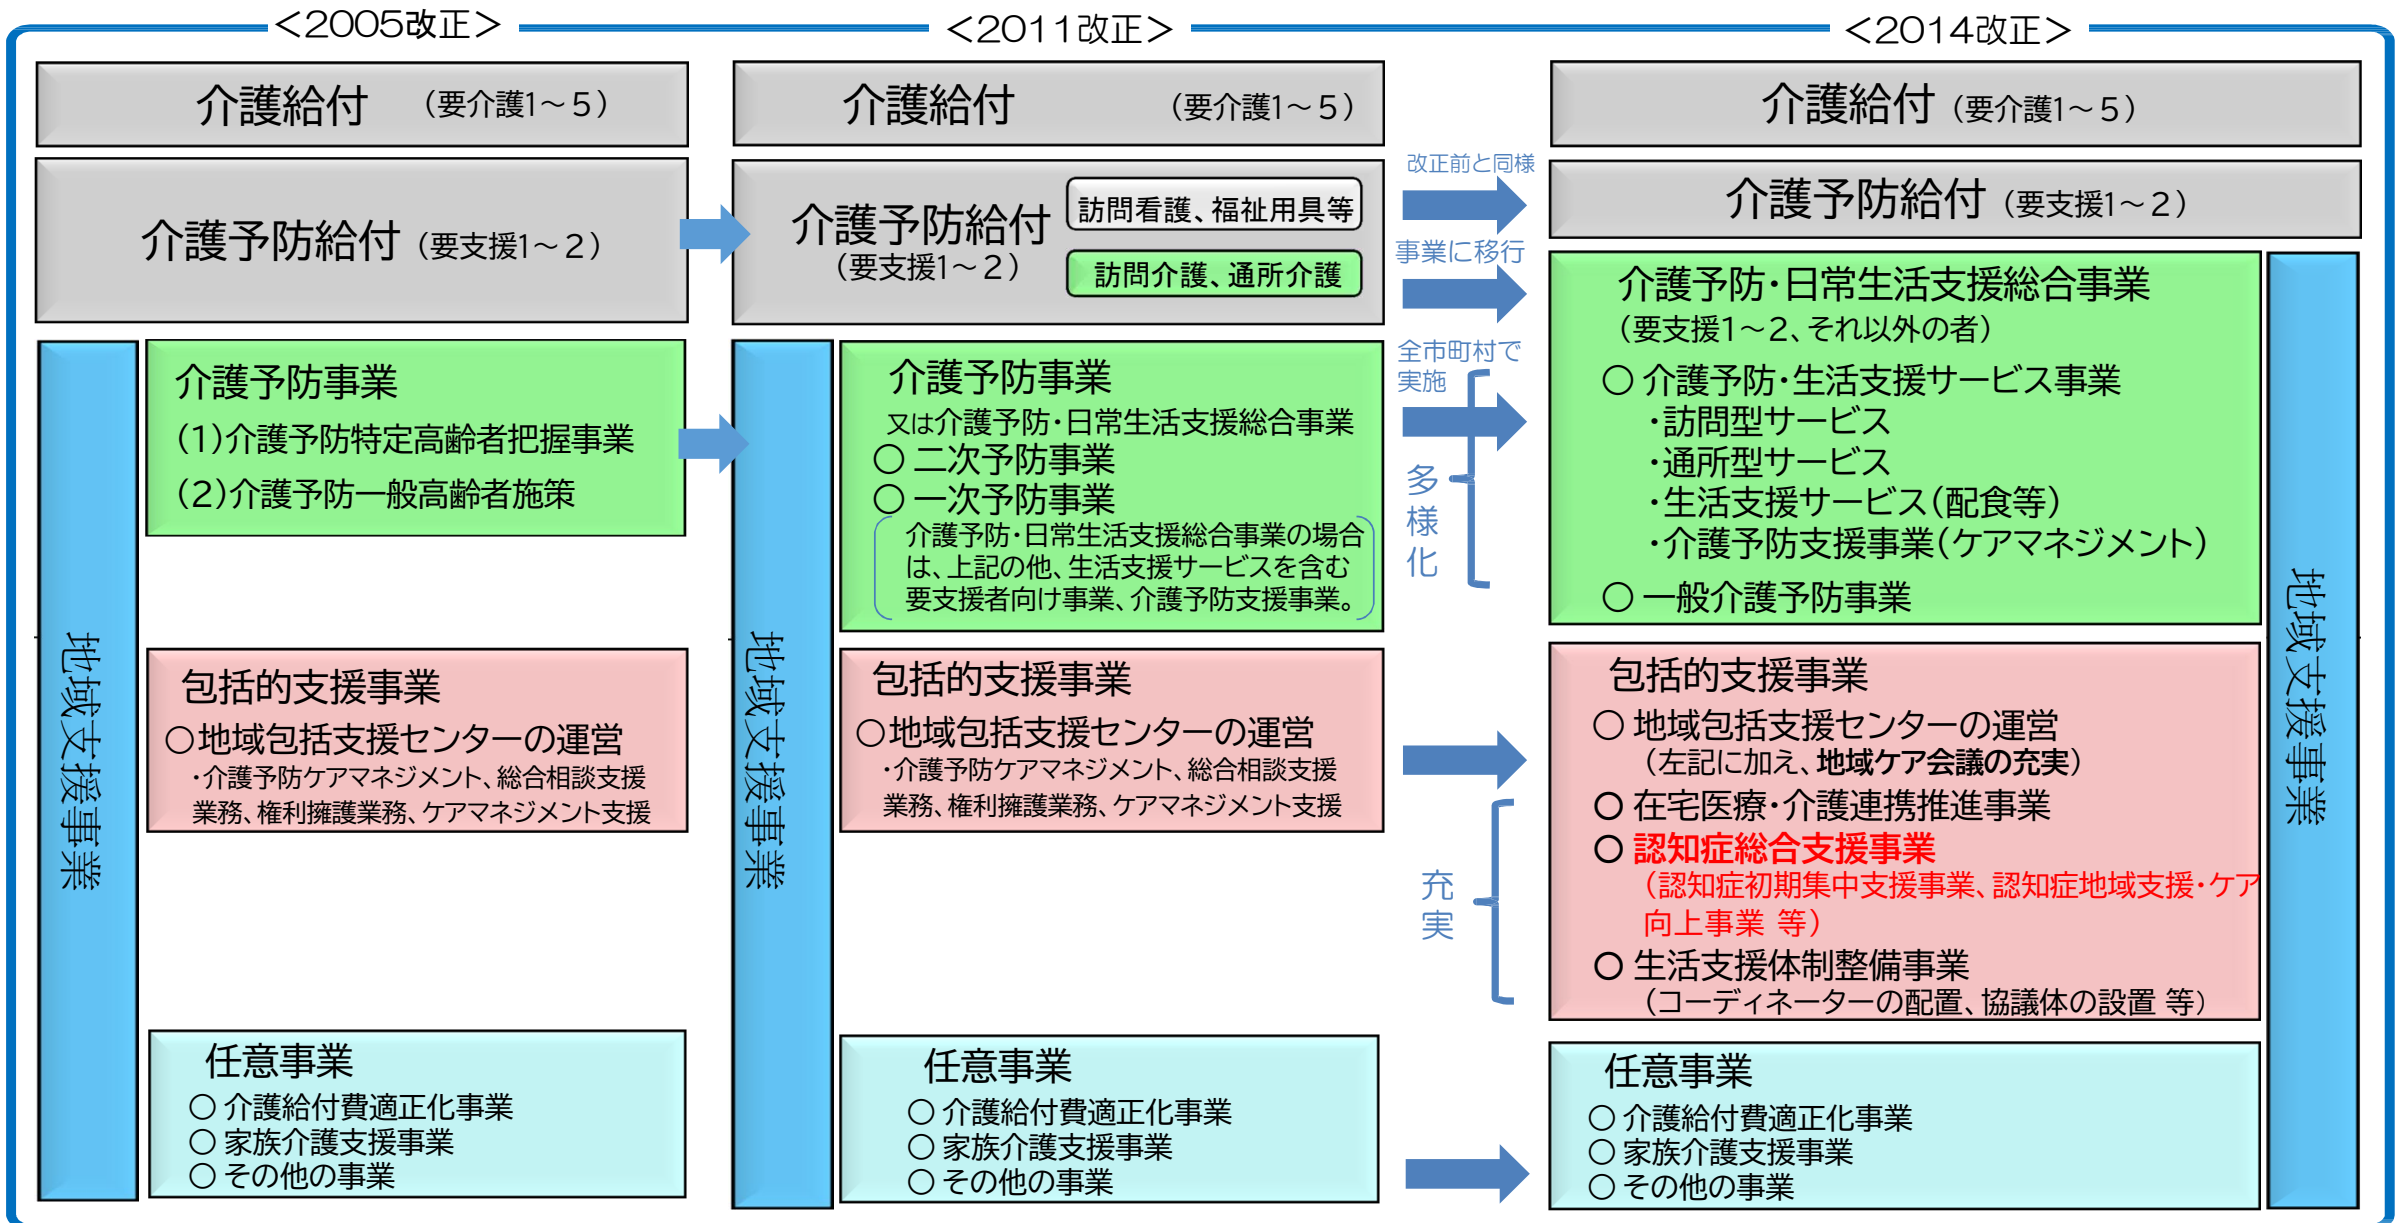 <2005改正>
介護給付 (要介護1～5)
介護予防給付 (要支援1～2)
地域支援事業
介護予防事業
(1)介護予防特定高齢者把握事業
(2)介護予防一般高齢者施策
包括的支援事業
○地域包括支援センターの運営
・介護予防ケアマネジメント、総合相談支援
業務、権利擁護業務、ケアマネジメント支援
任意事業
○ 介護給付費適正化事業
○ 家族介護支援事業
○ その他の事業
<2011改正>
介護給付 (要介護1～5)
介護予防給付
(要支援1～2)
訪問看護、福祉用具等
訪問介護、通所介護
地域支援事業
介護予防事業
又は介護予防・日常生活支援総合事業
○ 二次予防事業
○ 一次予防事業
介護予防・日常生活支援総合事業の場合
は、上記の他、生活支援サービスを含む
要支援者向け事業、介護予防支援事業。
包括的支援事業
○地域包括支援センターの運営
・介護予防ケアマネジメント、総合相談支援
業務、権利擁護業務、ケアマネジメント支援
任意事業
○ 介護給付費適正化事業
○ 家族介護支援事業
○ その他の事業
改正前と同様
事業に移行
全市町村で
実施
多様化
充実
<2014改正>
介護給付 (要介護1～5)
介護予防給付 (要支援1～2)
介護予防・日常生活支援総合事業
(要支援1～2、それ以外の者)
○ 介護予防・生活支援サービス事業
・訪問型サービス
・通所型サービス
・生活支援サービス(配食等)
・介護予防支援事業(ケアマネジメント)
○ 一般介護予防事業
包括的支援事業
○ 地域包括支援センターの運営
(左記に加え、地域ケア会議の充実)
○ 在宅医療・介護連携推進事業
○ 認知症総合支援事業
(認知症初期集中支援事業、認知症地域支援・ケア
向上事業 等)
○ 生活支援体制整備事業
(コーディネーターの配置、協議体の設置 等)
任意事業
○ 介護給付費適正化事業
○ 家族介護支援事業
○ その他の事業
地域支援事業